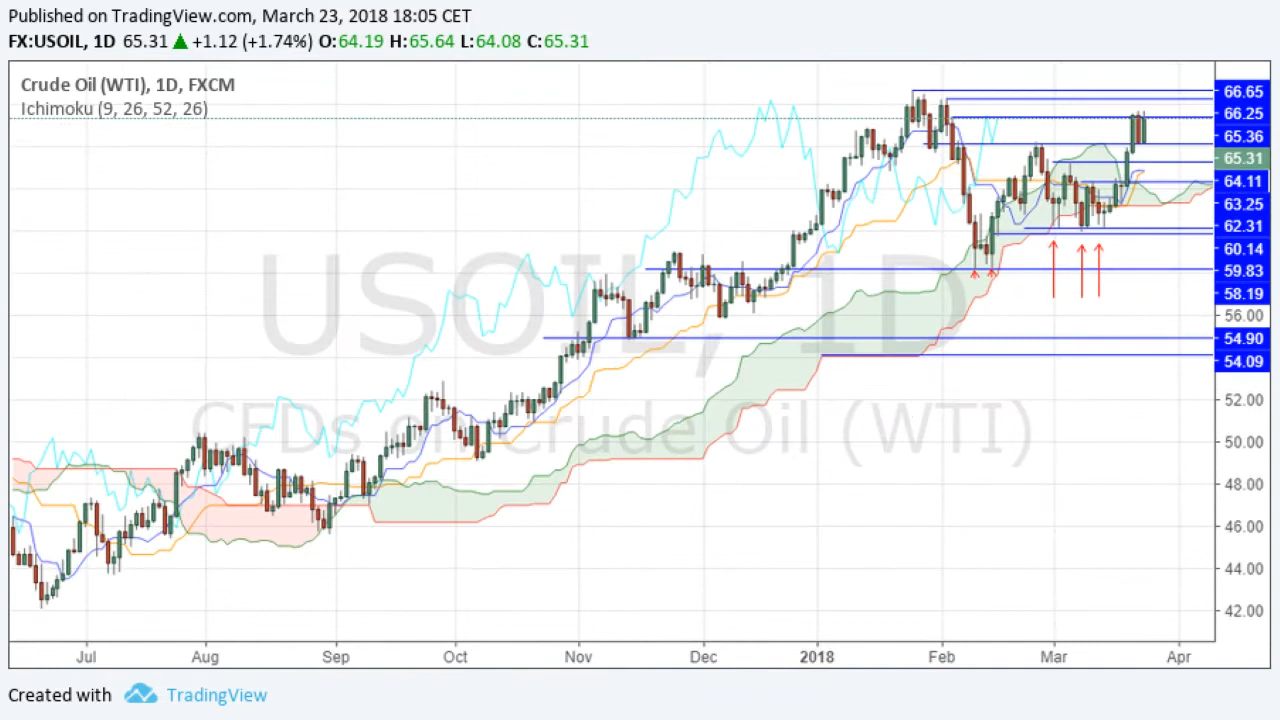 Published on TradingView.com, March 23, 2018 18:05 CET
FX:USOIL, 1D 65.31 ▲ +1.12 (+1.74%) O:64.19 H:65.64 L:64.08 C:65.31
Crude Oil (WTI), 1D, FXCM
Ichimoku (9, 26, 52, 26)
USOIL, 1D
CFDs on Crude Oil (WTI)
66.65
66.25
65.36
65.31
64.11
63.25
62.31
60.14
59.83
58.19
56.00
54.90
54.09
52.00
50.00
48.00
46.00
44.00
42.00
Jul Aug Sep Oct Nov Dec 2018 Feb Mar Apr
Created with TradingView